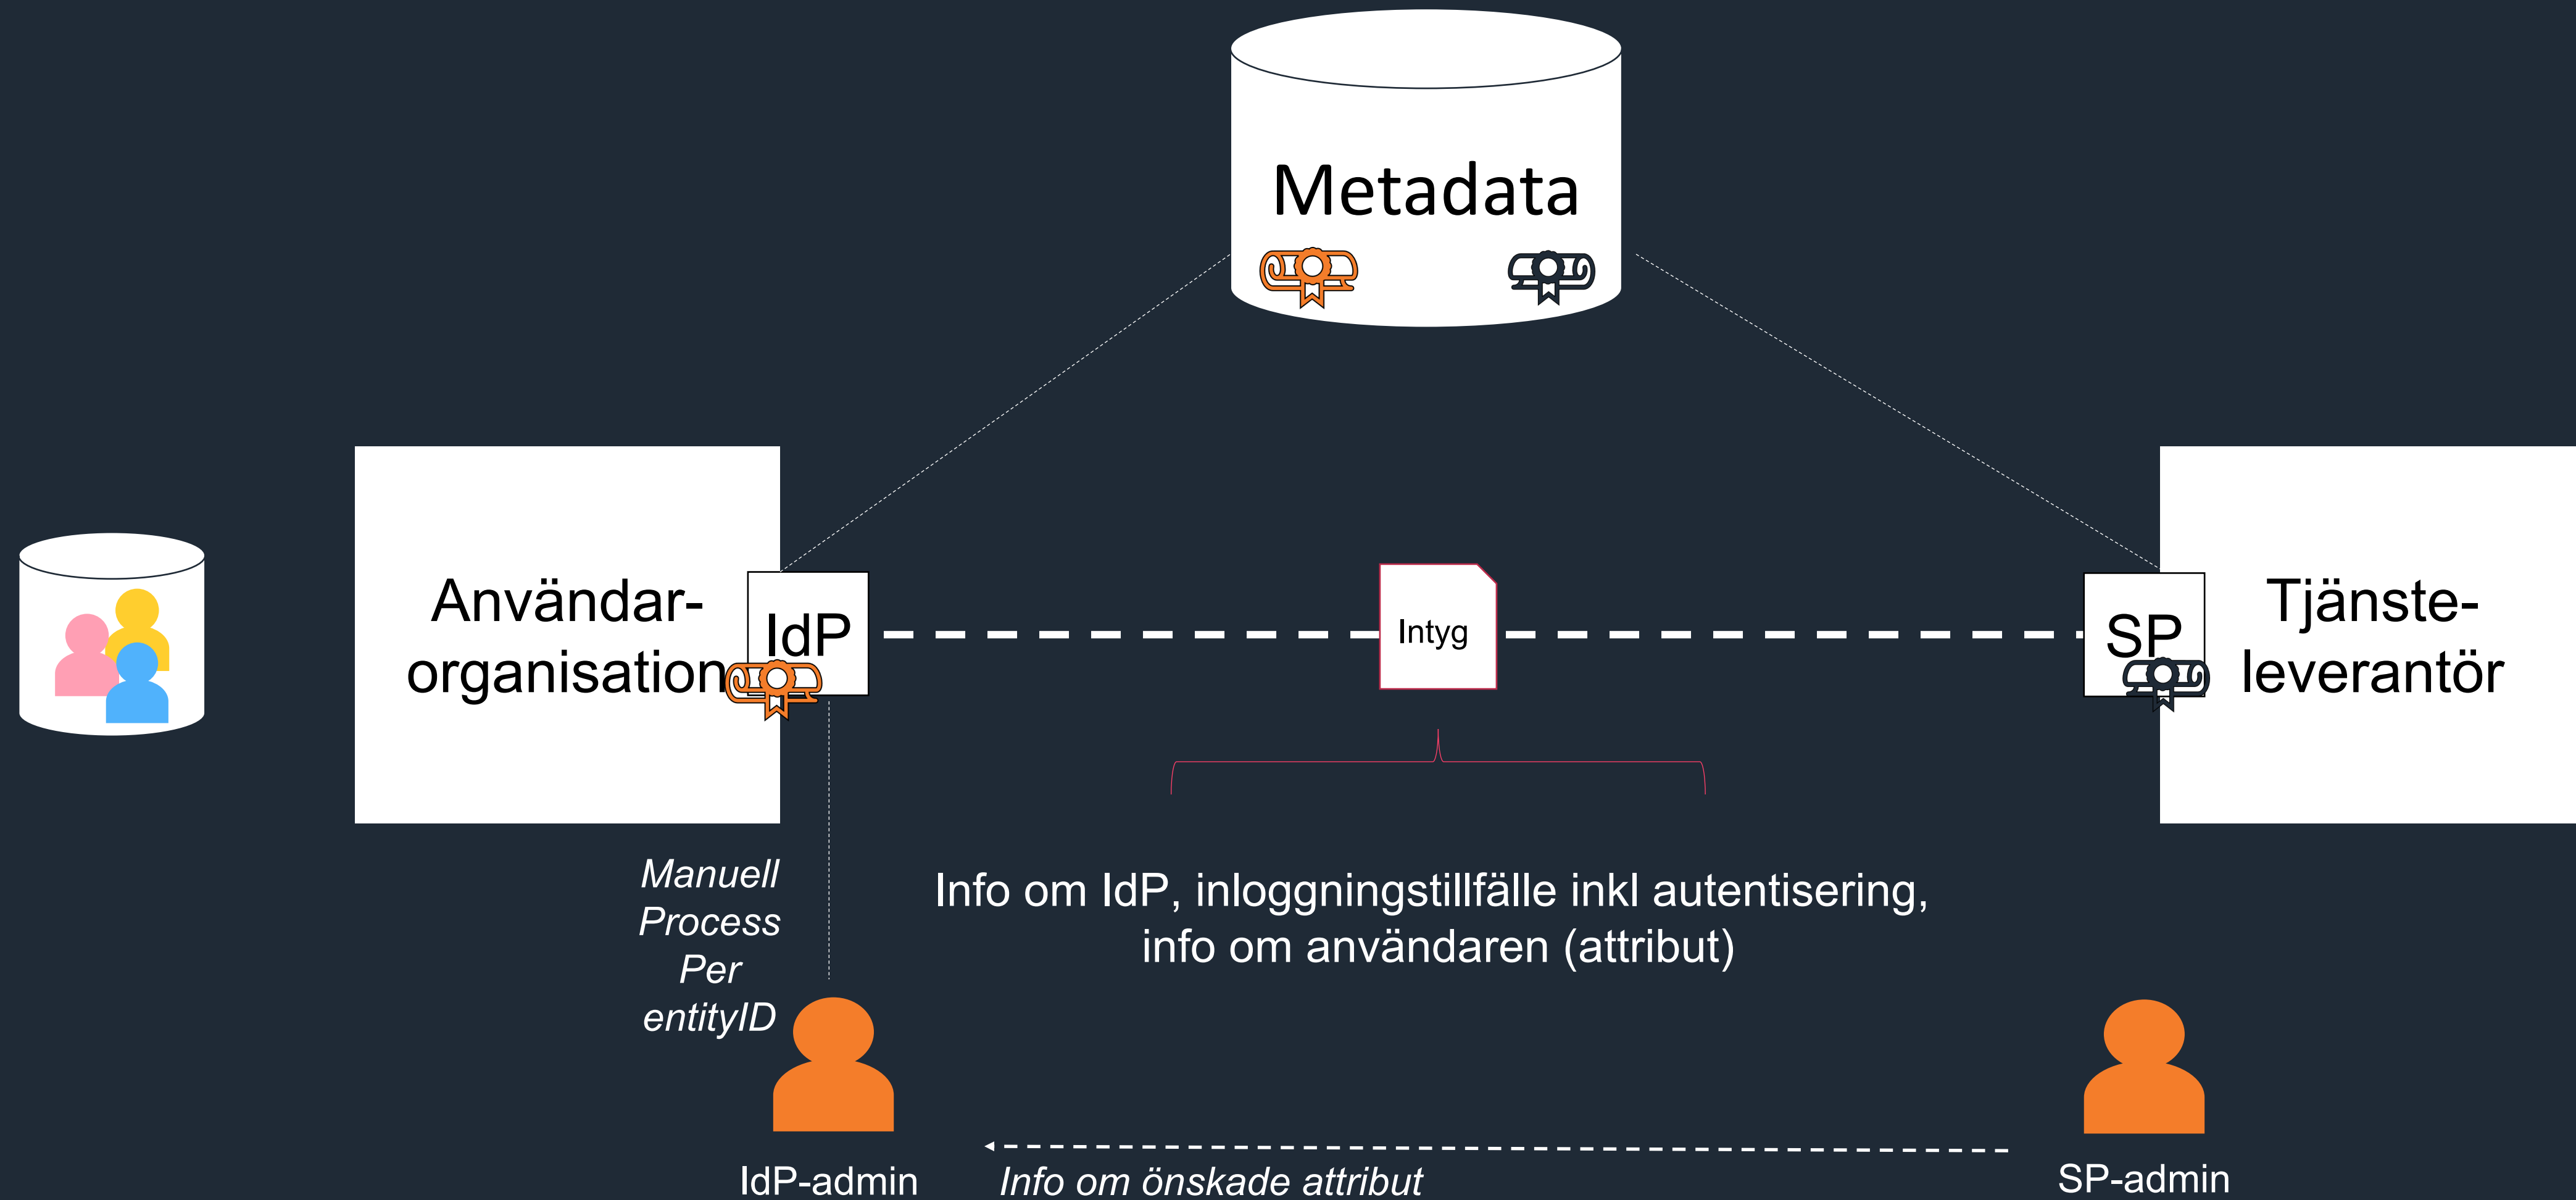 Metadata
Användar-
organisation
IdP
Intyg
SP
Tjänste-
leverantör
Manuell
Process
Per
entityID
Info om IdP, inloggningstillfälle inkl autentisering,
info om användaren (attribut)
IdP-admin
Info om önskade attribut
SP-admin